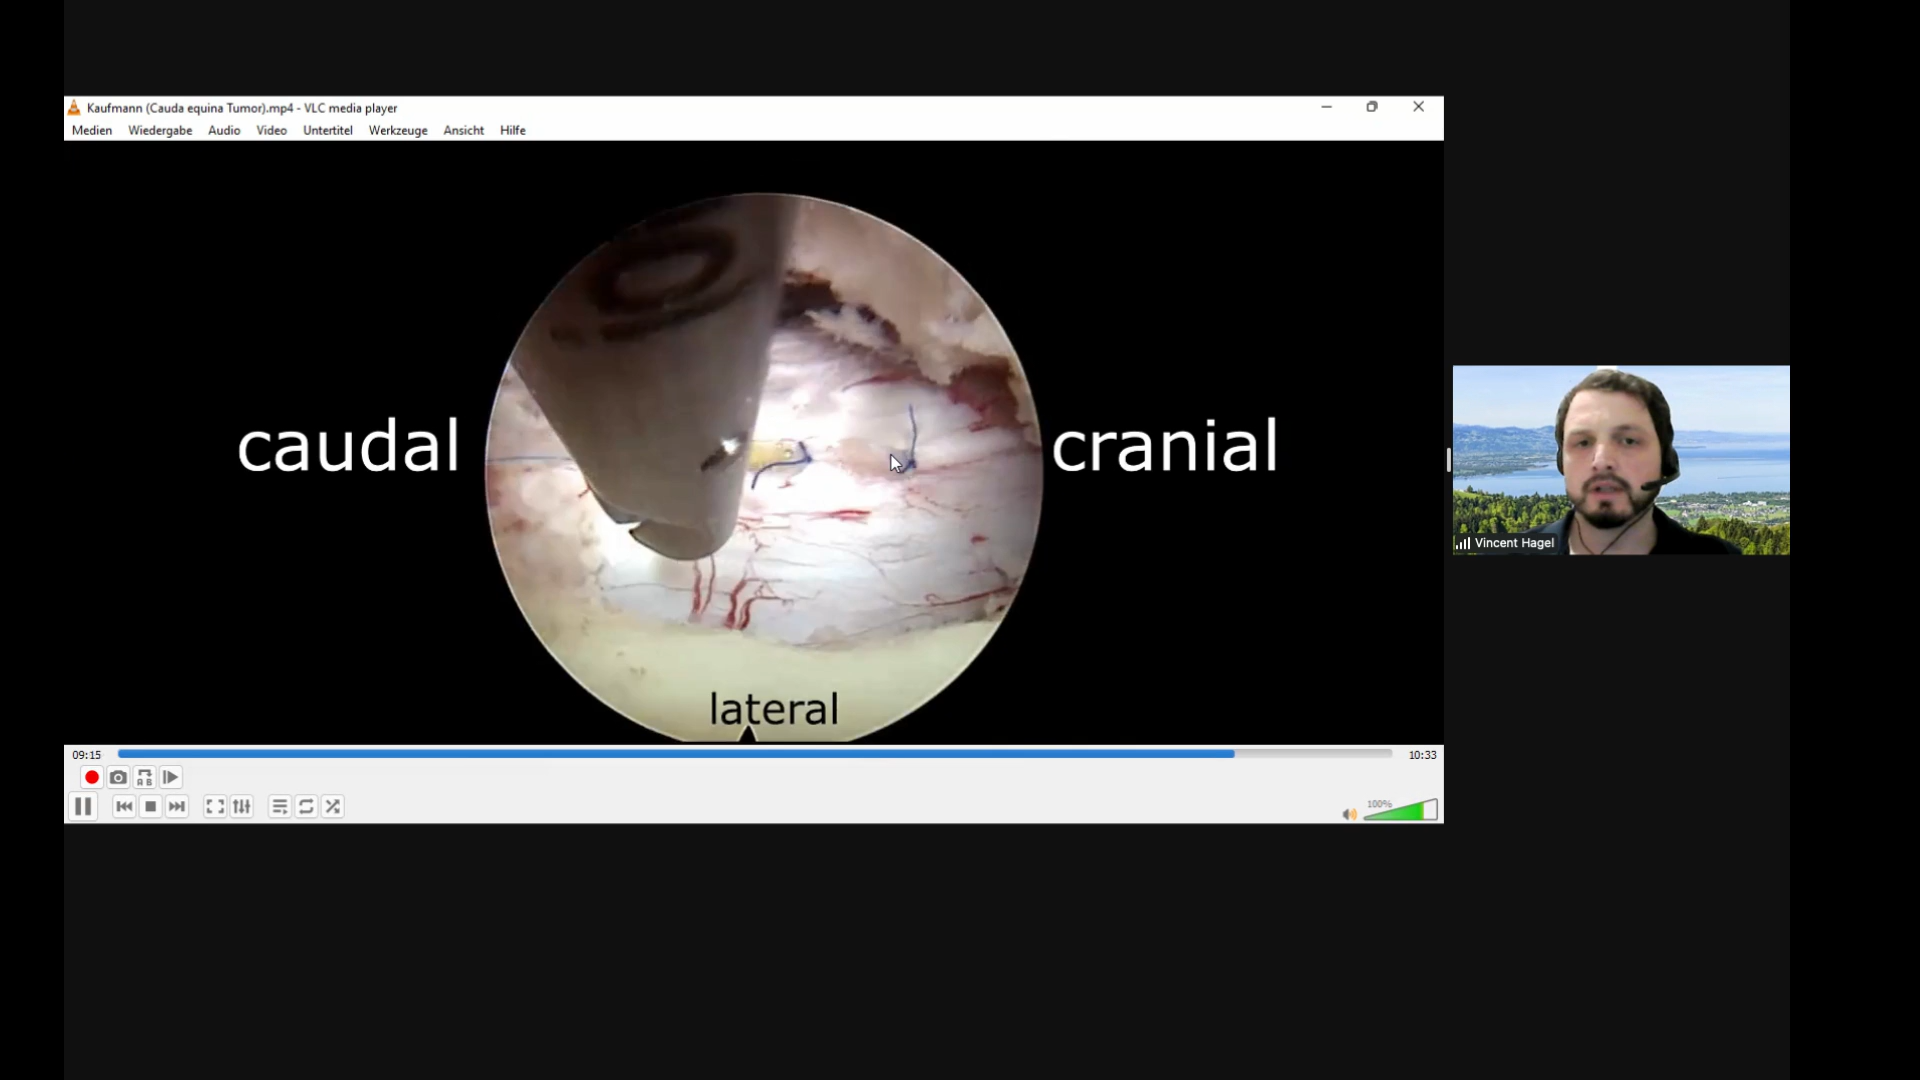 Kaufmann (Cauda equina Tumor).mp4 - VLC media player
Medien Wiedergabe Audio Video Untertitel Werkzeuge Ansicht Hilfe
caudal
cranial
lateral
Vincent Hagel
09:15
10:33
A B
100%